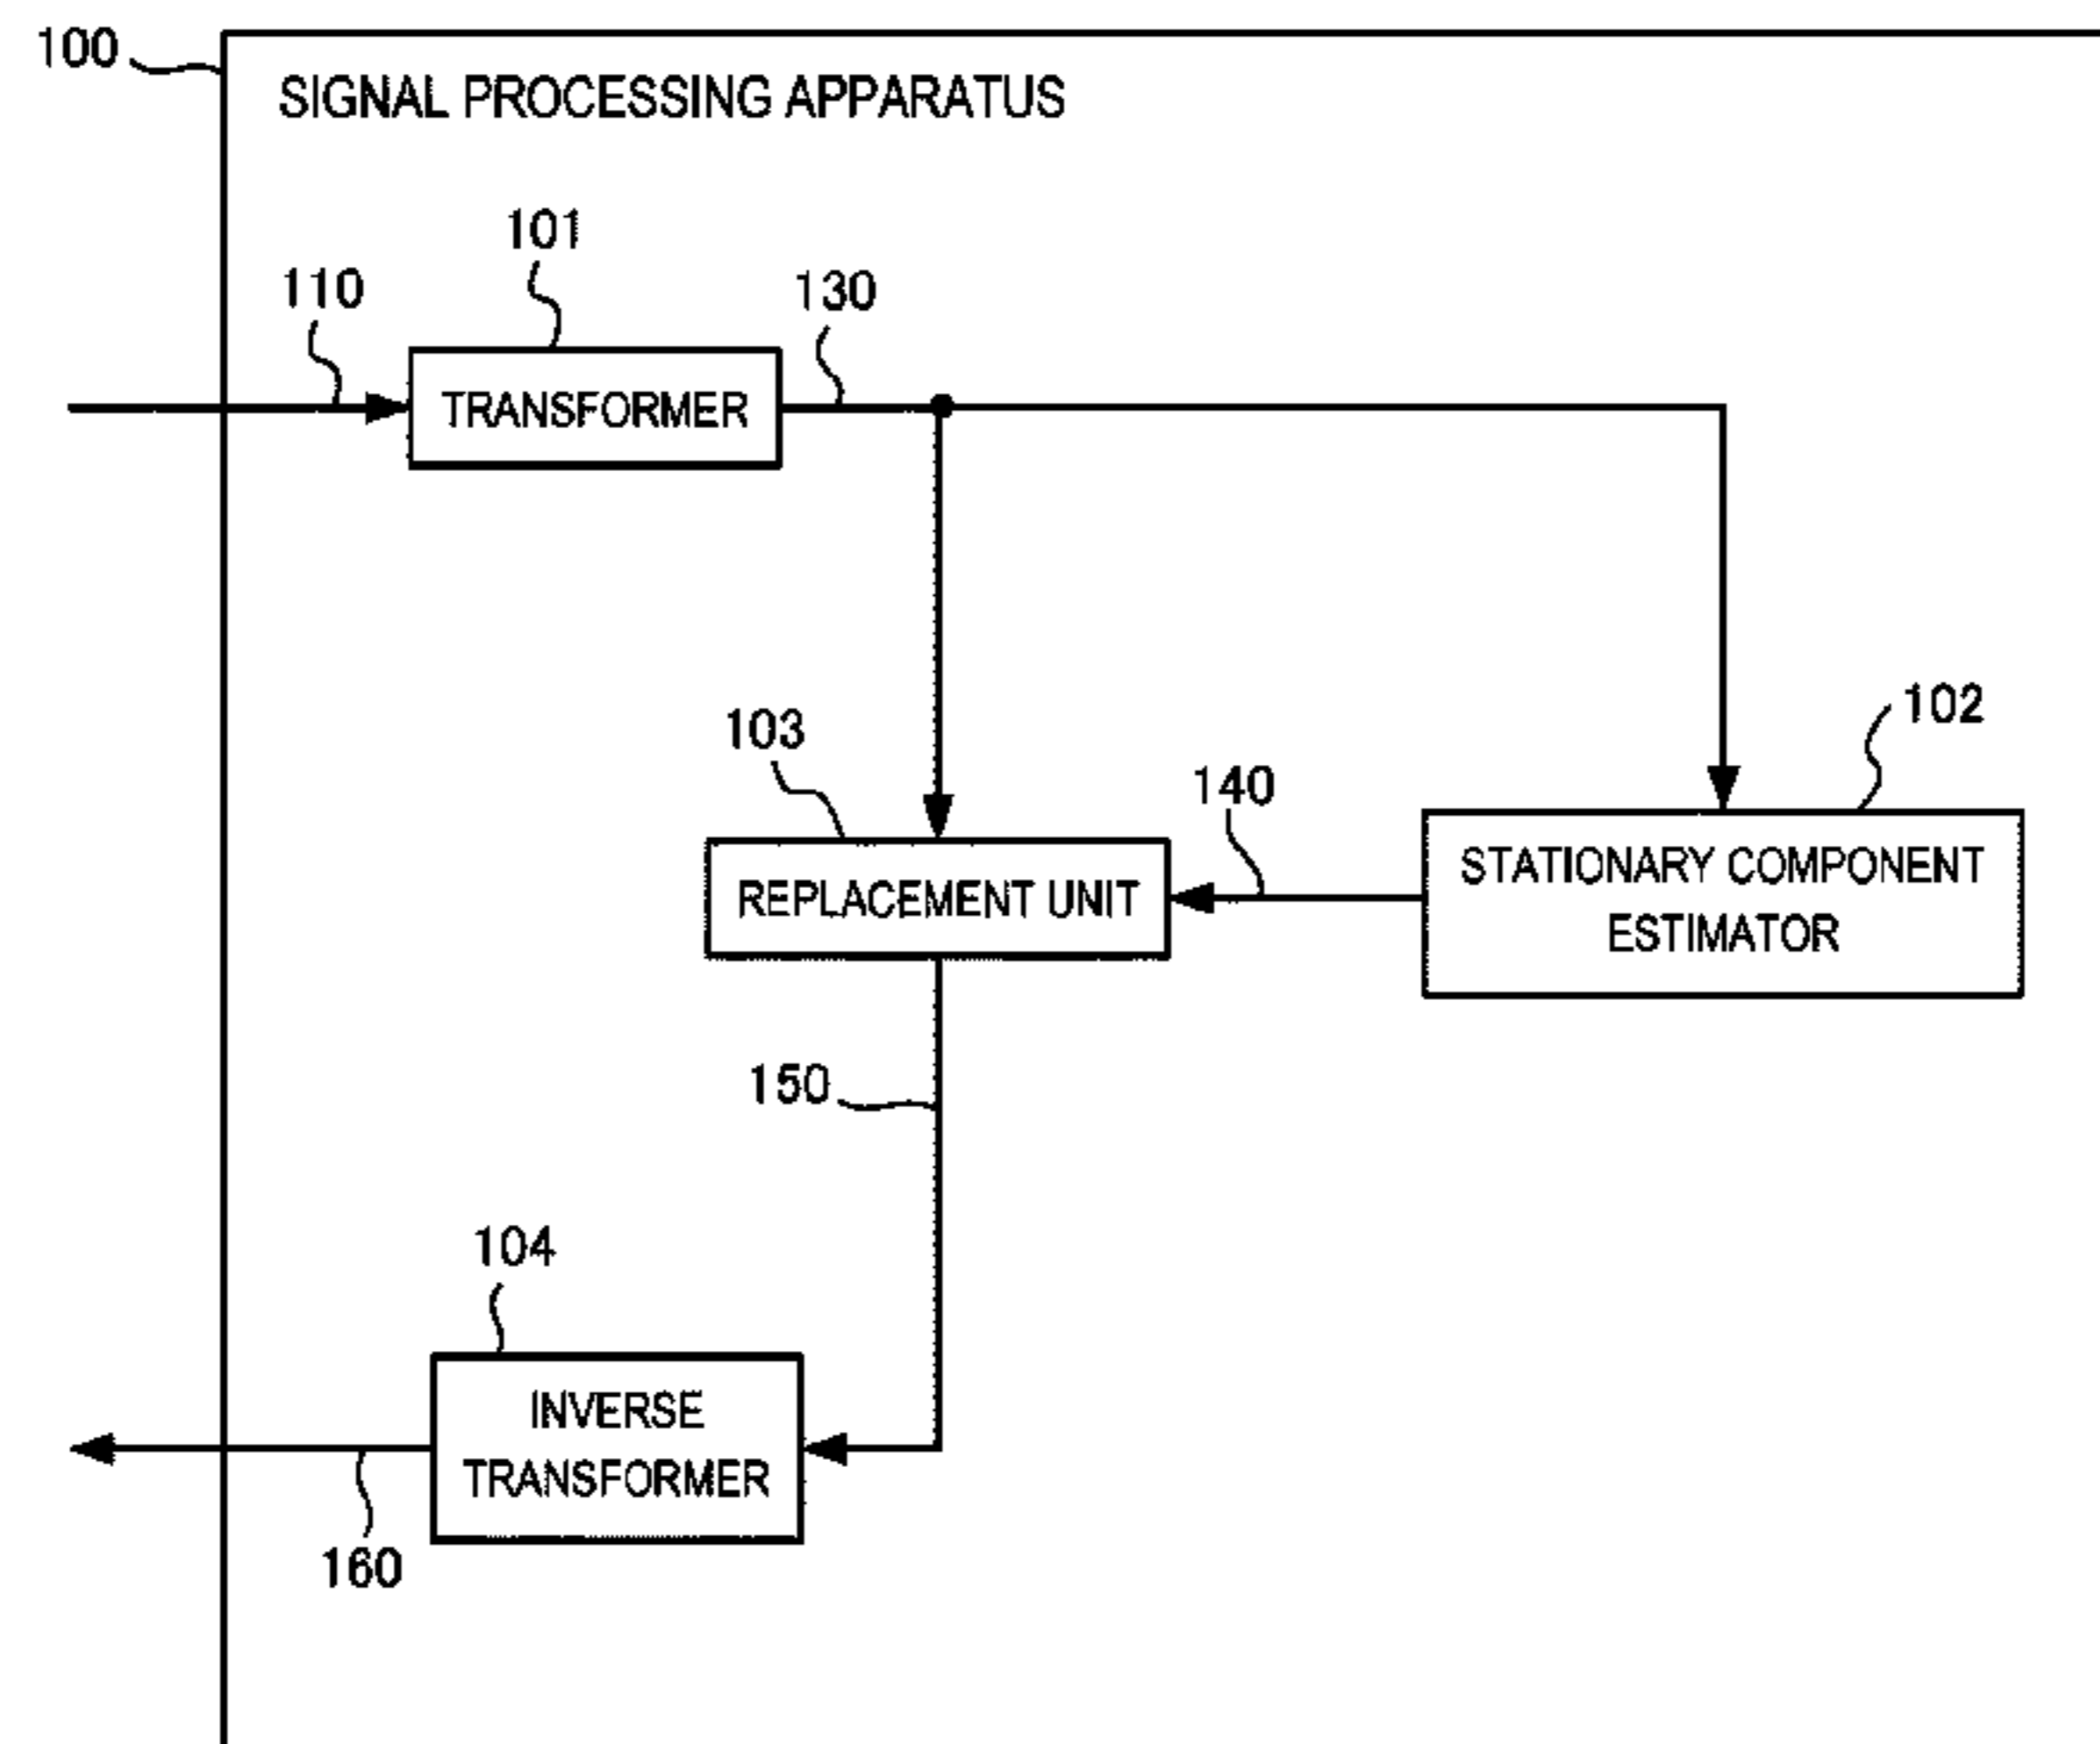 100
SIGNAL PROCESSING APPARATUS
101
110
130
TRANSFORMER
102
103
140
STATIONARY COMPONENT
ESTIMATOR
REPLACEMENT UNIT
150
104
INVERSE
TRANSFORMER
160